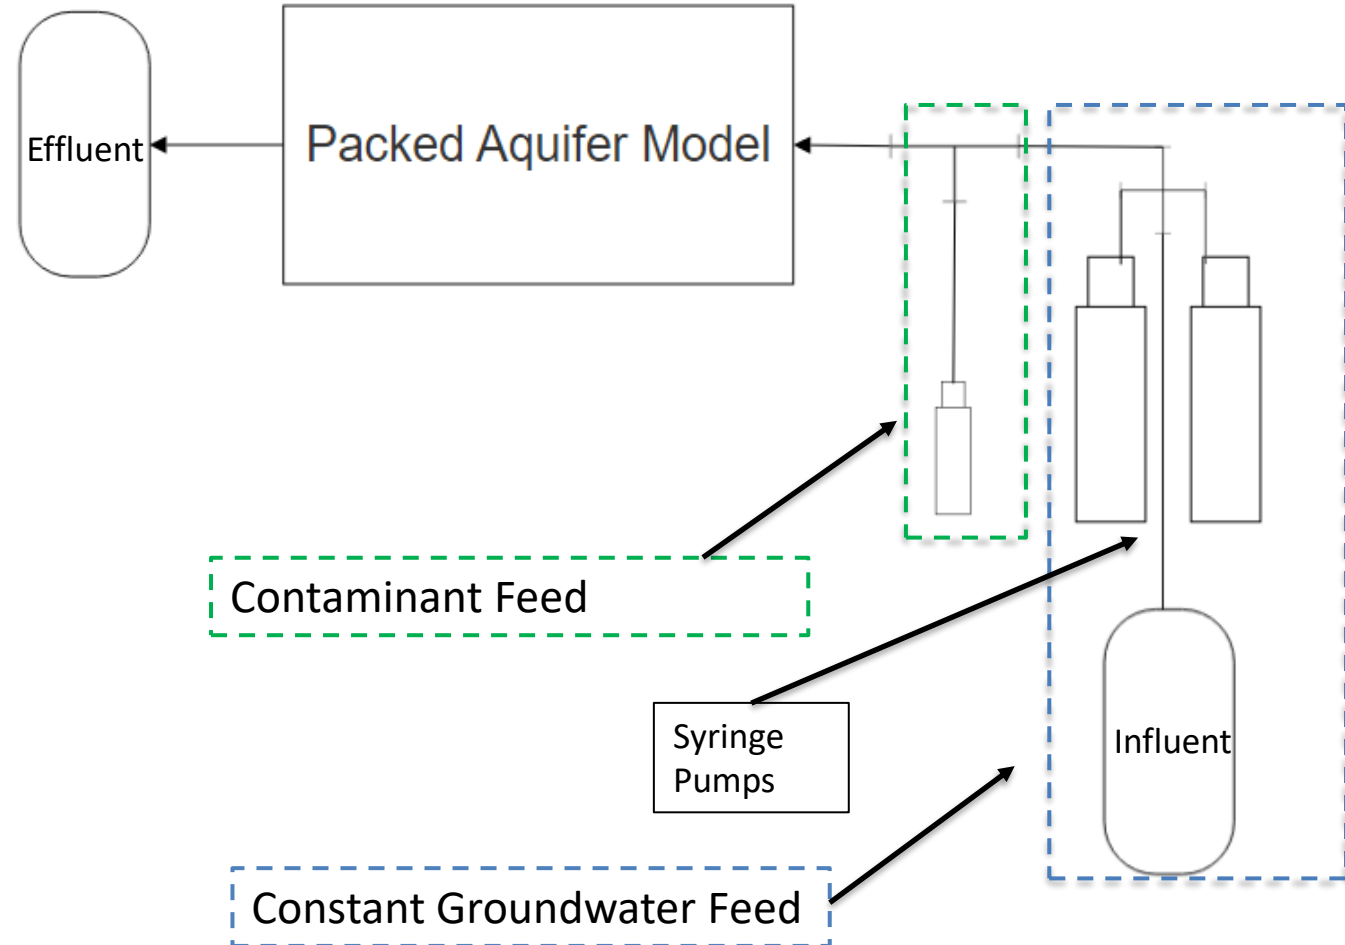 Effluent
Packed Aquifer Model
Contaminant Feed
Syringe
Pumps
Influent
Constant Groundwater Feed